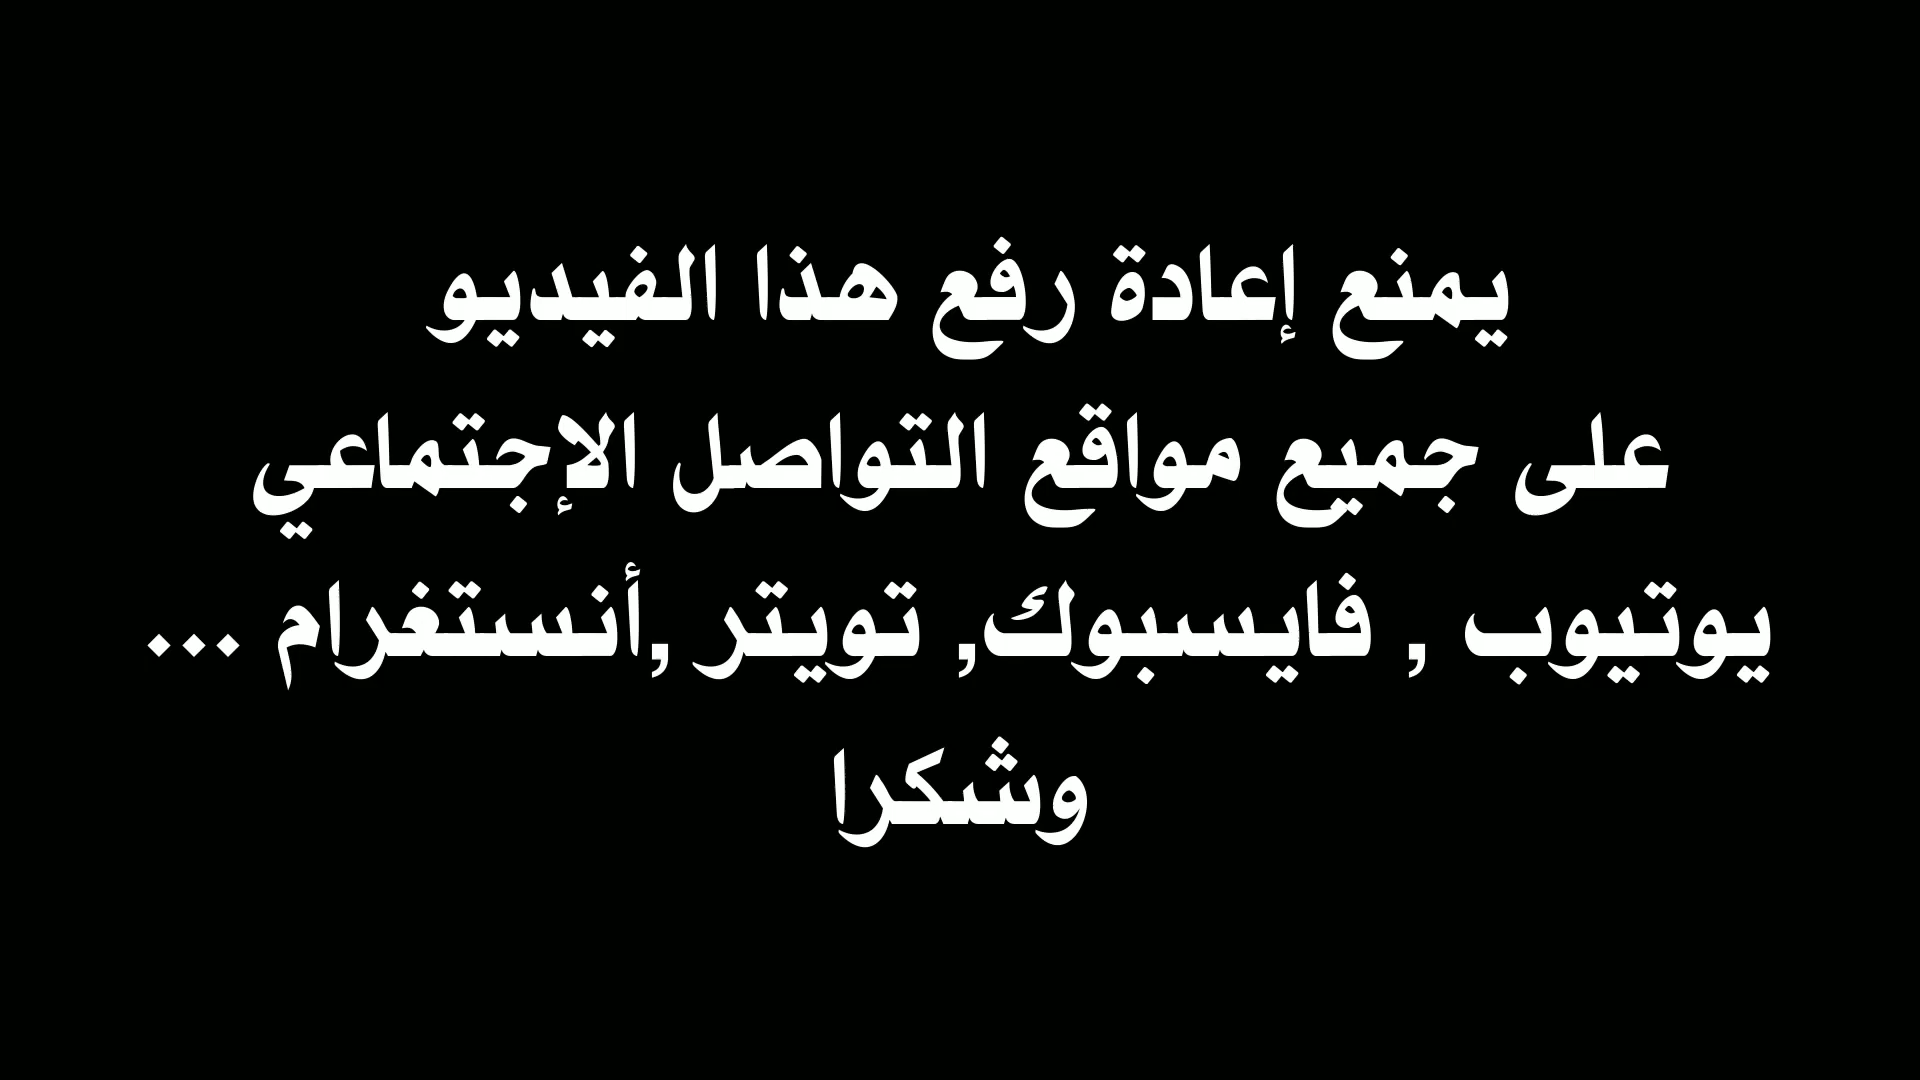 يمنع إعادة رفع هذا الفيديو
على جميع مواقع التواصل الإجتماعي
يوتيوب , فايسبوك, تويتر ,أنستغرام ...
وشكرا